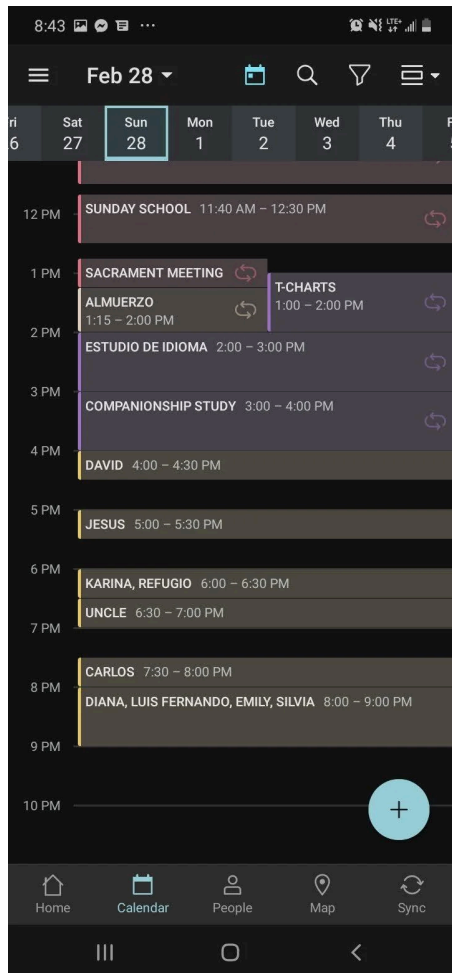 8:43
LTE+
Feb 28
ri Sat Sun Mon Tue Wed Thu F
6 27 28 1 2 3 4
12 PM
SUNDAY SCHOOL 11:40 AM – 12:30 PM
1 PM
SACRAMENT MEETING
T-CHARTS
1:00 – 2:00 PM
ALMUERZO
1:15 – 2:00 PM
2 PM
ESTUDIO DE IDIOMA 2:00 – 3:00 PM
3 PM
COMPANIONSHIP STUDY 3:00 – 4:00 PM
4 PM
DAVID 4:00 – 4:30 PM
5 PM
JESUS 5:00 – 5:30 PM
6 PM
KARINA, REFUGIO 6:00 – 6:30 PM
UNCLE 6:30 – 7:00 PM
7 PM
CARLOS 7:30 – 8:00 PM
8 PM
DIANA, LUIS FERNANDO, EMILY, SILVIA 8:00 – 9:00 PM
9 PM
10 PM
Home Calendar People Map Sync